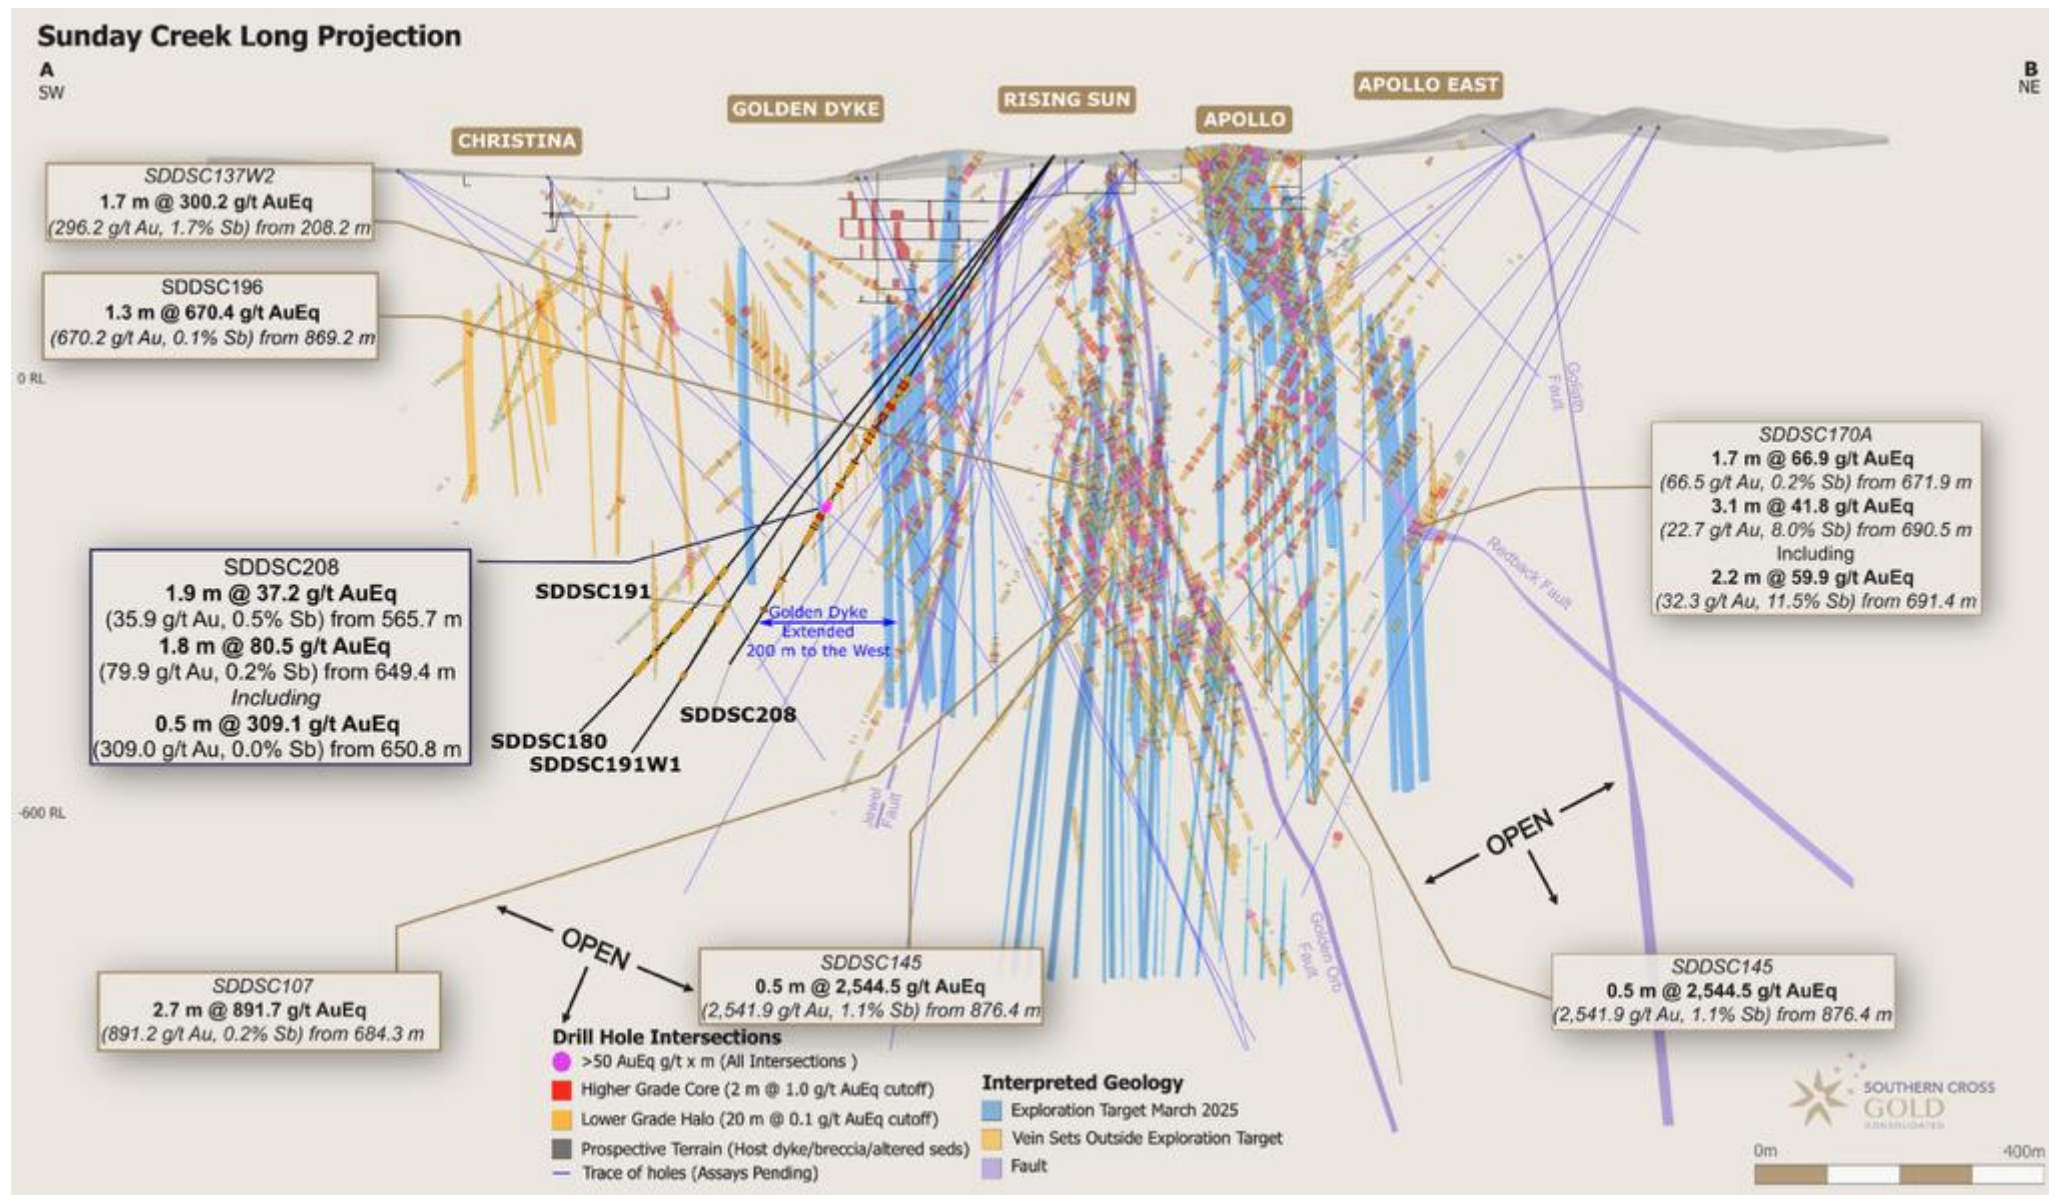 Sunday Creek Long Projection
A
SW
B
NE
CHRISTINA
GOLDEN DYKE
RISING SUN
APOLLO
APOLLO EAST
SDDSC137W2
1.7 m @ 300.2 g/t AuEq
(296.2 g/t Au, 1.7% Sb) from 208.2 m
SDDSC196
1.3 m @ 670.4 g/t AuEq
(670.2 g/t Au, 0.1% Sb) from 869.2 m
0 RL
Goliath
Fault
SDDSC170A
1.7 m @ 66.9 g/t AuEq
(66.5 g/t Au, 0.2% Sb) from 671.9 m
3.1 m @ 41.8 g/t AuEq
(22.7 g/t Au, 8.0% Sb) from 690.5 m
Including
2.2 m @ 59.9 g/t AuEq
(32.3 g/t Au, 11.5% Sb) from 691.4 m
Redback Fault
SDDSC208
1.9 m @ 37.2 g/t AuEq
(35.9 g/t Au, 0.5% Sb) from 565.7 m
1.8 m @ 80.5 g/t AuEq
(79.9 g/t Au, 0.2% Sb) from 649.4 m
Including
0.5 m @ 309.1 g/t AuEq
(309.0 g/t Au, 0.0% Sb) from 650.8 m
SDDSC191
Golden Dyke
Extended
200 m to the West
SDDSC208
SDDSC180
SDDSC191W1
-600 RL
Jewel
Fault
OPEN
OPEN
Golden Orb
Fault
SDDSC107
2.7 m @ 891.7 g/t AuEq
(891.2 g/t Au, 0.2% Sb) from 684.3 m
SDDSC145
0.5 m @ 2,544.5 g/t AuEq
(2,541.9 g/t Au, 1.1% Sb) from 876.4 m
SDDSC145
0.5 m @ 2,544.5 g/t AuEq
(2,541.9 g/t Au, 1.1% Sb) from 876.4 m
Drill Hole Intersections
>50 AuEq g/t x m (All Intersections )
Higher Grade Core (2 m @ 1.0 g/t AuEq cutoff)
Lower Grade Halo (20 m @ 0.1 g/t AuEq cutoff)
Prospective Terrain (Host dyke/breccia/altered seds)
Trace of holes (Assays Pending)
Interpreted Geology
Exploration Target March 2025
Vein Sets Outside Exploration Target
Fault
SOUTHERN CROSS
GOLD
CONSOLIDATED
0m
400m